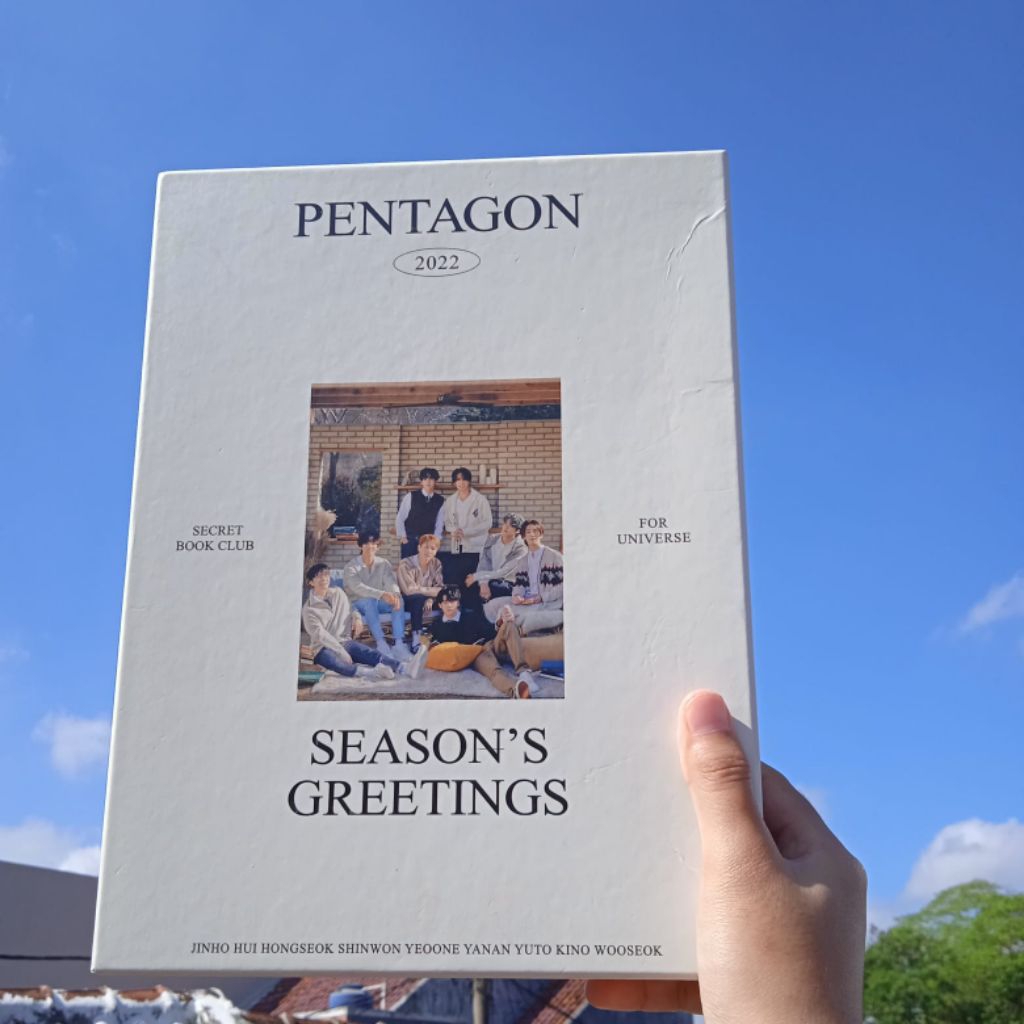 PENTAGON
2022
SECRET
BOOK CLUB
FOR
UNIVERSE
SEASON'S
GREETINGS
JINHO HUI HONGSEOK SHINWON YEOONE YANAN YUTO KINO WOOSEOK